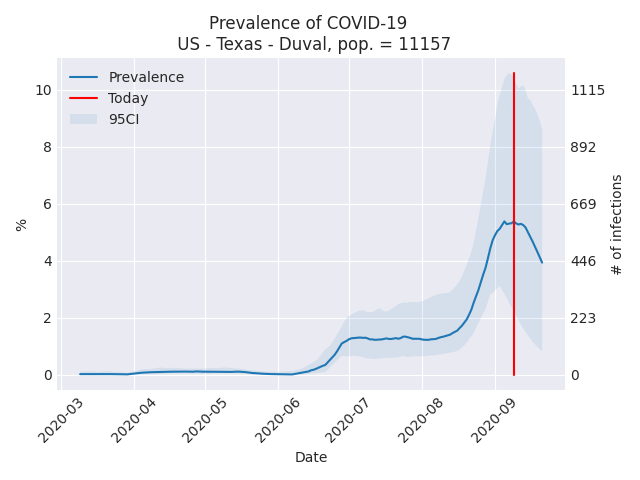 Prevalence of COVID-19
US - Texas - Duval, pop. = 11157
Prevalence
Today
95CI
10
8
6
4
2
0
%
1115
892
669
446
223
0
# of infections
2020-03
2020-04
2020-05
2020-06
2020-07
2020-08
2020-09
Date